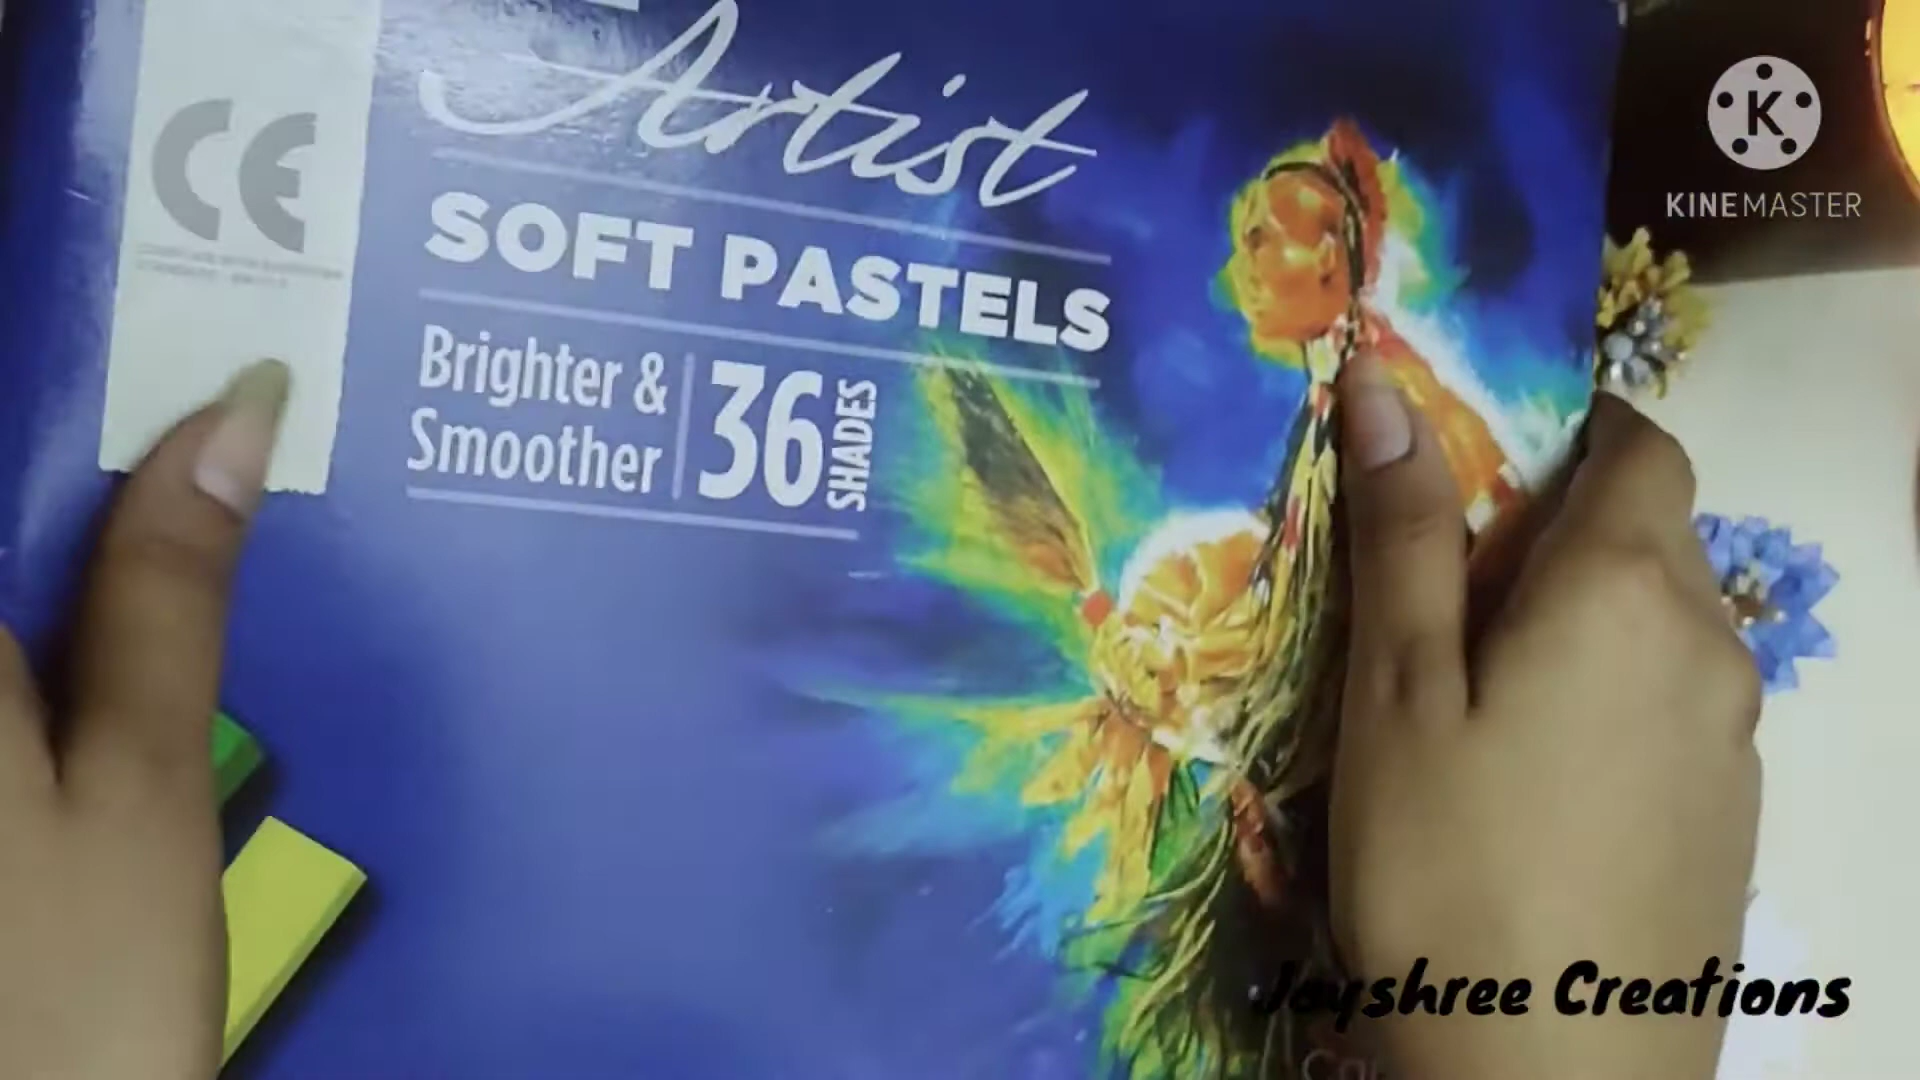 Artist
CE
SOFT PASTELS
Brighter &
Smoother
36
SHADES
K
KINEMASTER
Jayshree Creations